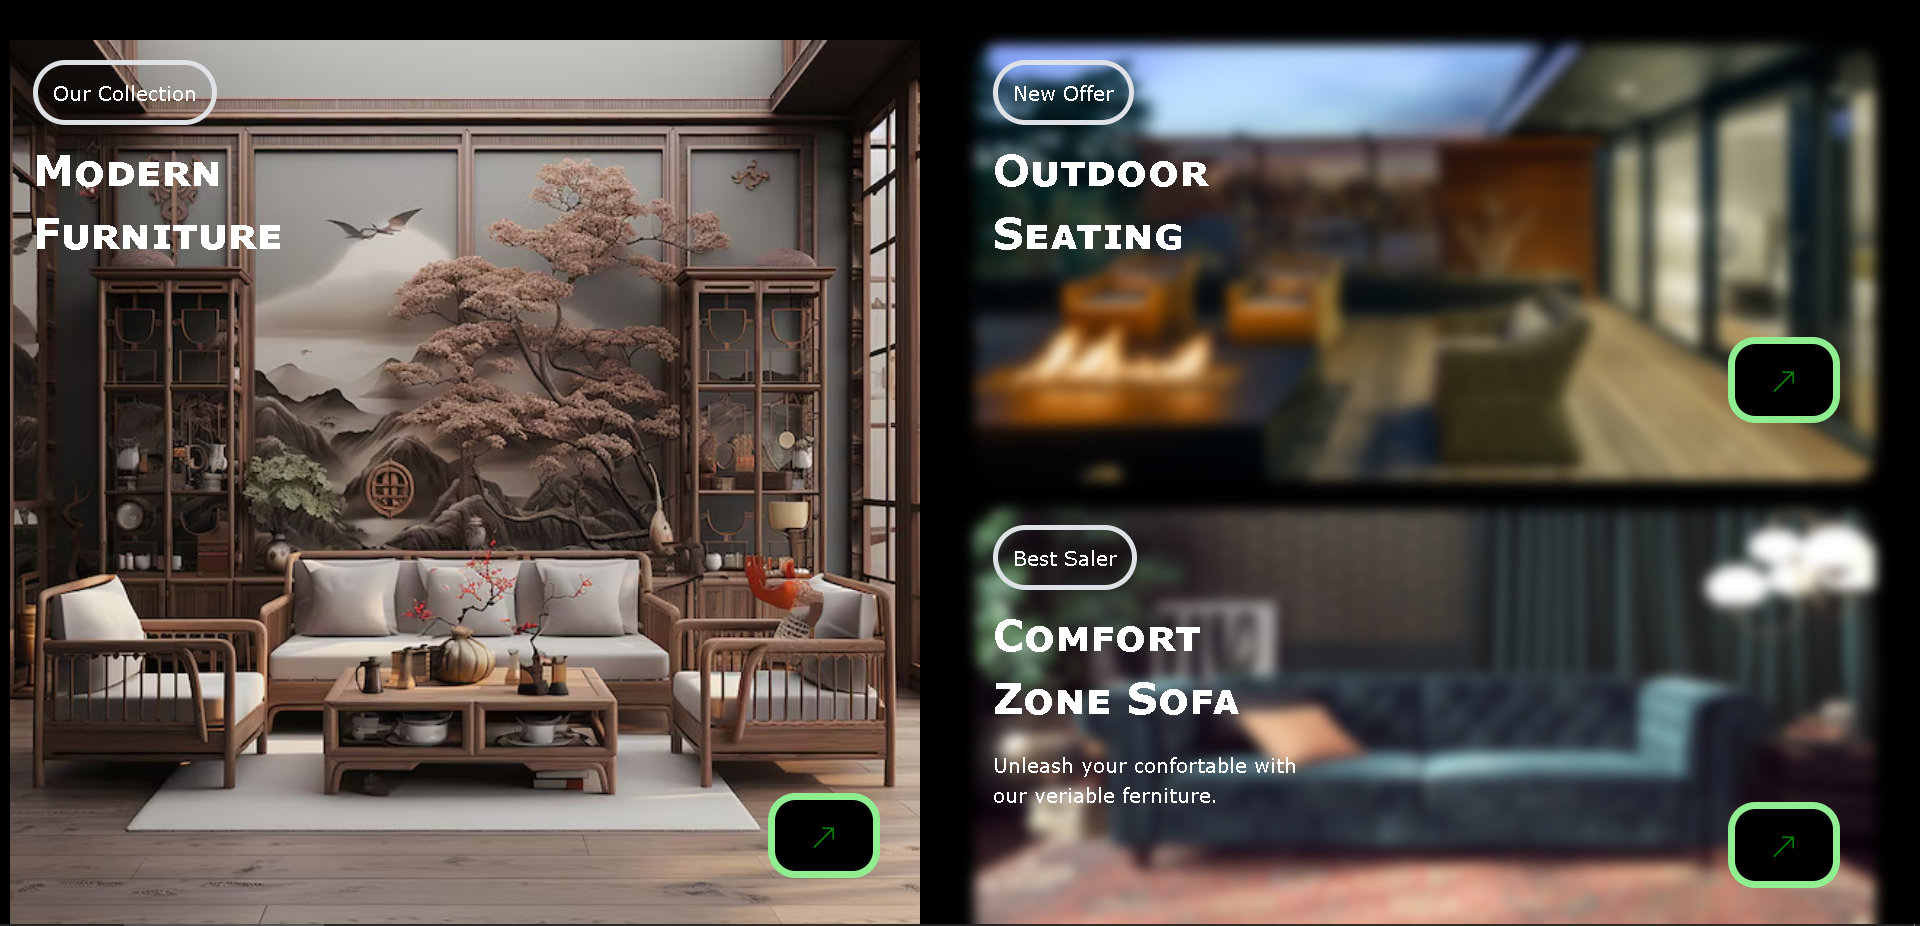 Our Collection
Modern
Furniture
New Offer
Outdoor
Seating
Best Saler
Comfort
Zone Sofa
Unleash your confortable with
our veriable ferniture.